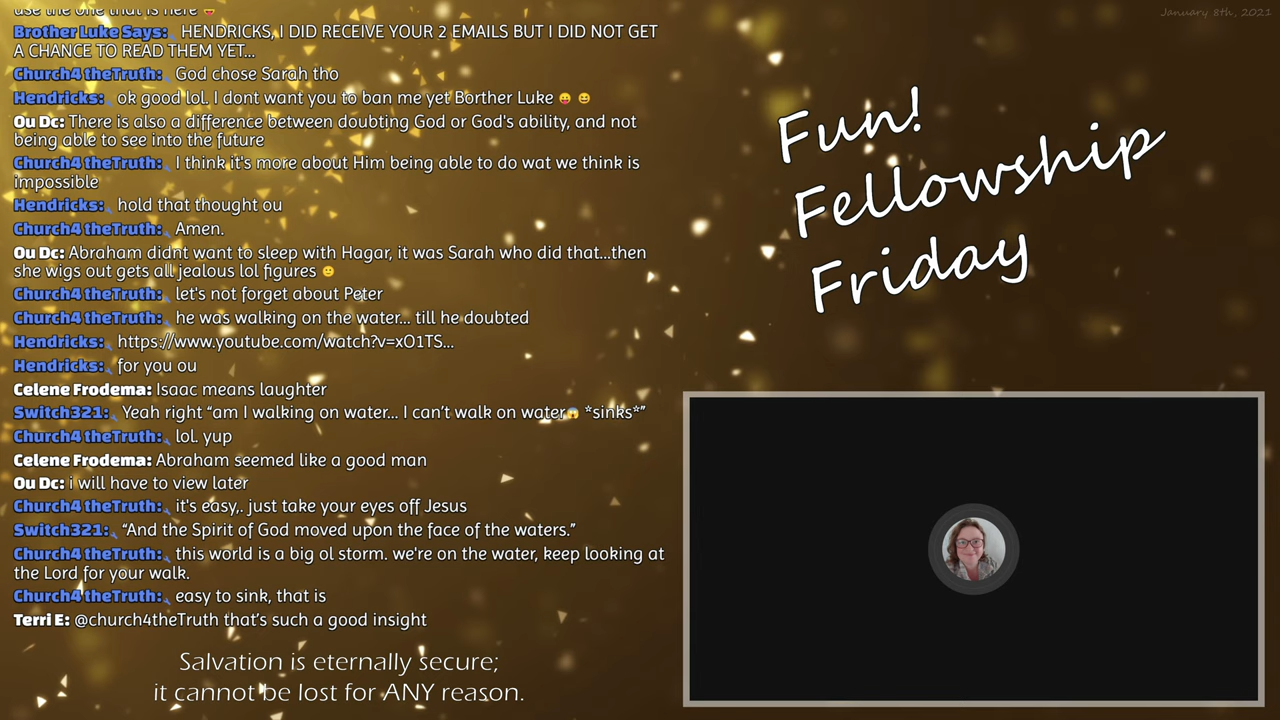 use the one that is here 😛
Brother Luke Says: HENDRICKS, I DID RECEIVE YOUR 2 EMAILS BUT I DID NOT GET
A CHANCE TO READ THEM YET...
Church4 theTruth: God chose Sarah tho
Hendricks: ok good lol. I dont want you to ban me yet Borther Luke 😛 😆
Ou Dc: There is also a difference between doubting God or God's ability, and not
being able to see into the future
Church4 theTruth: I think it's more about Him being able to do wat we think is
impossible
Hendricks: hold that thought ou
Church4 theTruth: Amen.
Ou Dc: Abraham didnt want to sleep with Hagar, it was Sarah who did that...then
she wigs out gets all jealous lol figures 🙂
Church4 theTruth: let's not forget about Peter
Church4 theTruth: he was walking on the water... till he doubted
Hendricks: https://www.youtube.com/watch?v=xO1TS...
Hendricks: for you ou
Celene Frodema: Isaac means laughter
Switch321: Yeah right “am I walking on water... I can’t walk on water😱 *sinks*”
Church4 theTruth: lol. yup
Celene Frodema: Abraham seemed like a good man
Ou Dc: i will have to view later
Church4 theTruth: it's easy,. just take your eyes off Jesus
Switch321: “And the Spirit of God moved upon the face of the waters.”
Church4 theTruth: this world is a big ol storm. we're on the water, keep looking at
the Lord for your walk.
Church4 theTruth: easy to sink, that is
Terri E: @church4theTruth that’s such a good insight
Salvation is eternally secure;
it cannot be lost for ANY reason.
January 8th, 2021
Fun!
Fellowship
Friday